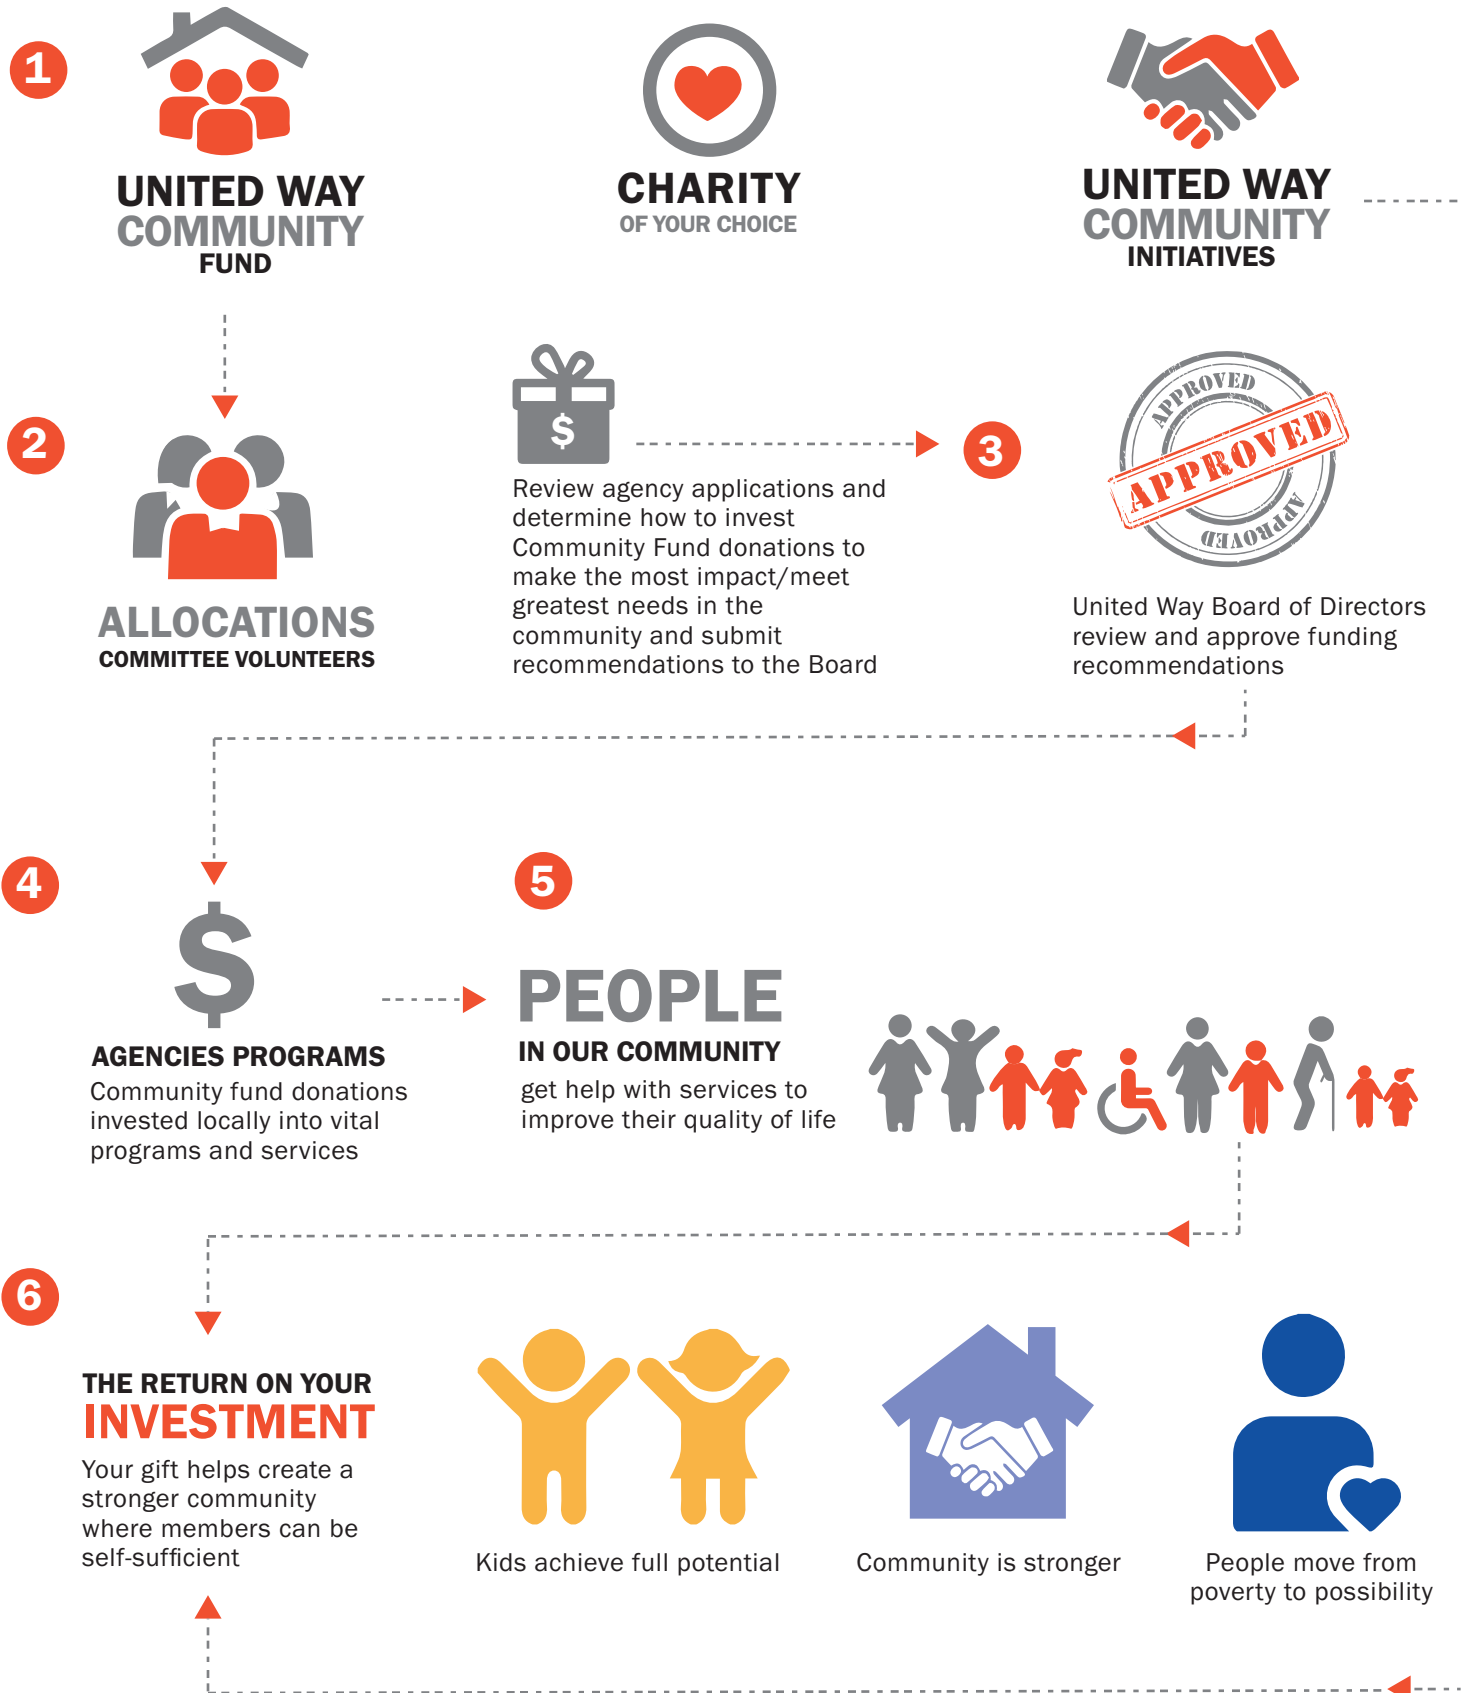 1
UNITED WAY
COMMUNITY
FUND
CHARITY
OF YOUR CHOICE
UNITED WAY
COMMUNITY
INITIATIVES
2
ALLOCATIONS
COMMITTEE VOLUNTEERS
$
Review agency applications and
determine how to invest
Community Fund donations to
make the most impact/meet
greatest needs in the
community and submit
recommendations to the Board
3
APPROVED
APPROVED
APPROVED
United Way Board of Directors
review and approve funding
recommendations
4
$
AGENCIES PROGRAMS
Community fund donations
invested locally into vital
programs and services
5
PEOPLE
IN OUR COMMUNITY
get help with services to
improve their quality of life
6
THE RETURN ON YOUR
INVESTMENT
Your gift helps create a
stronger community
where members can be
self-sufficient
Kids achieve full potential
Community is stronger
People move from
poverty to possibility